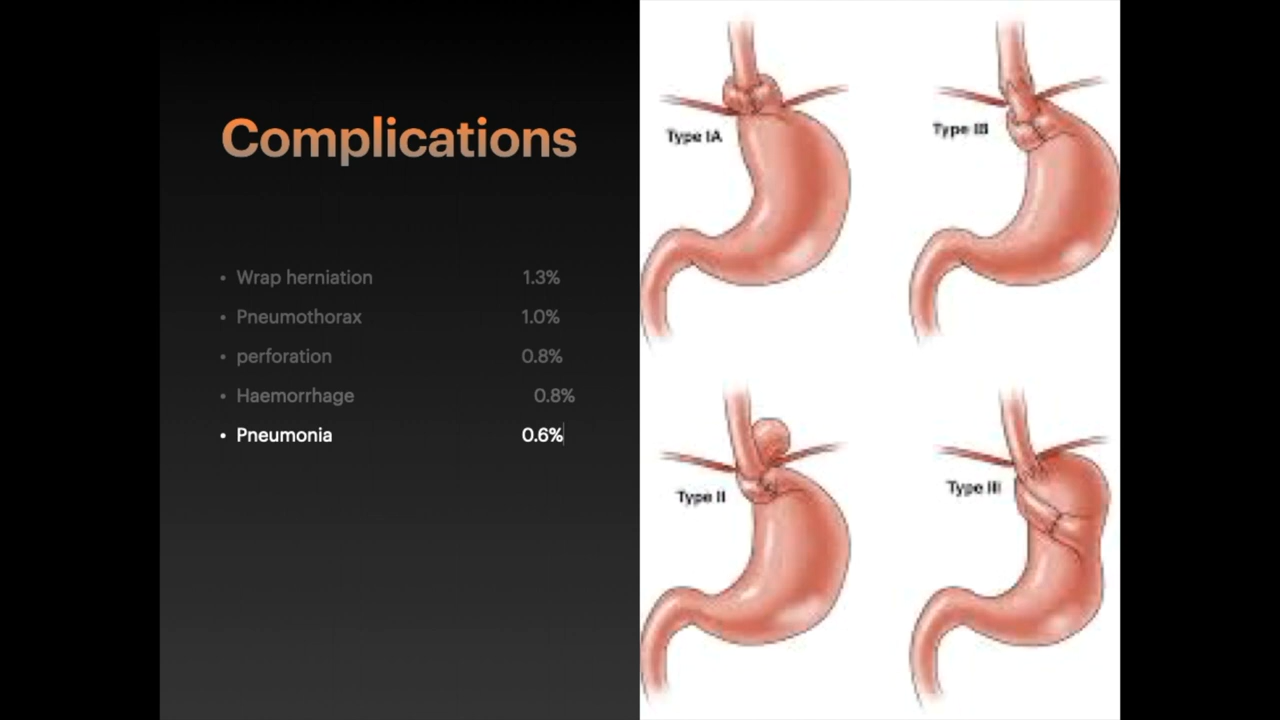 Complications
• Wrap herniation 1.3%
• Pneumothorax 1.0%
• perforation 0.8%
• Haemorrhage 0.8%
• Pneumonia 0.6%
Type IA
Type IB
Type II
Type III